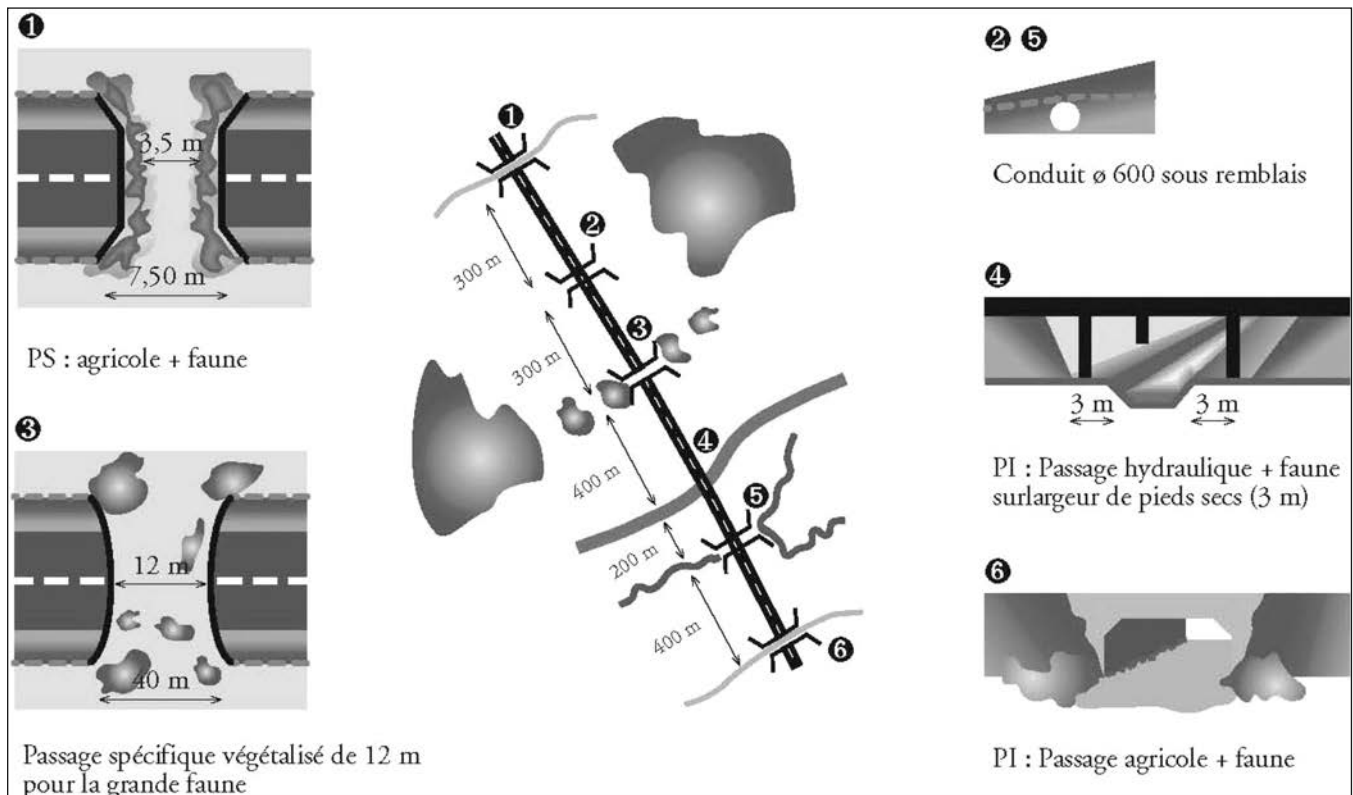 ❶
3,5 m
7,50 m
PS : agricole + faune
❸
12 m
40 m
Passage spécifique végétalisé de 12 m
pour la grande faune
❶
300 m
❷
300 m
❸
400 m
❹
200 m
❺
400 m
❻
❷ ❺
Conduit ø 600 sous remblais
❹
3 m 3 m
PI : Passage hydraulique + faune
surlargeur de pieds secs (3 m)
❻
PI : Passage agricole + faune